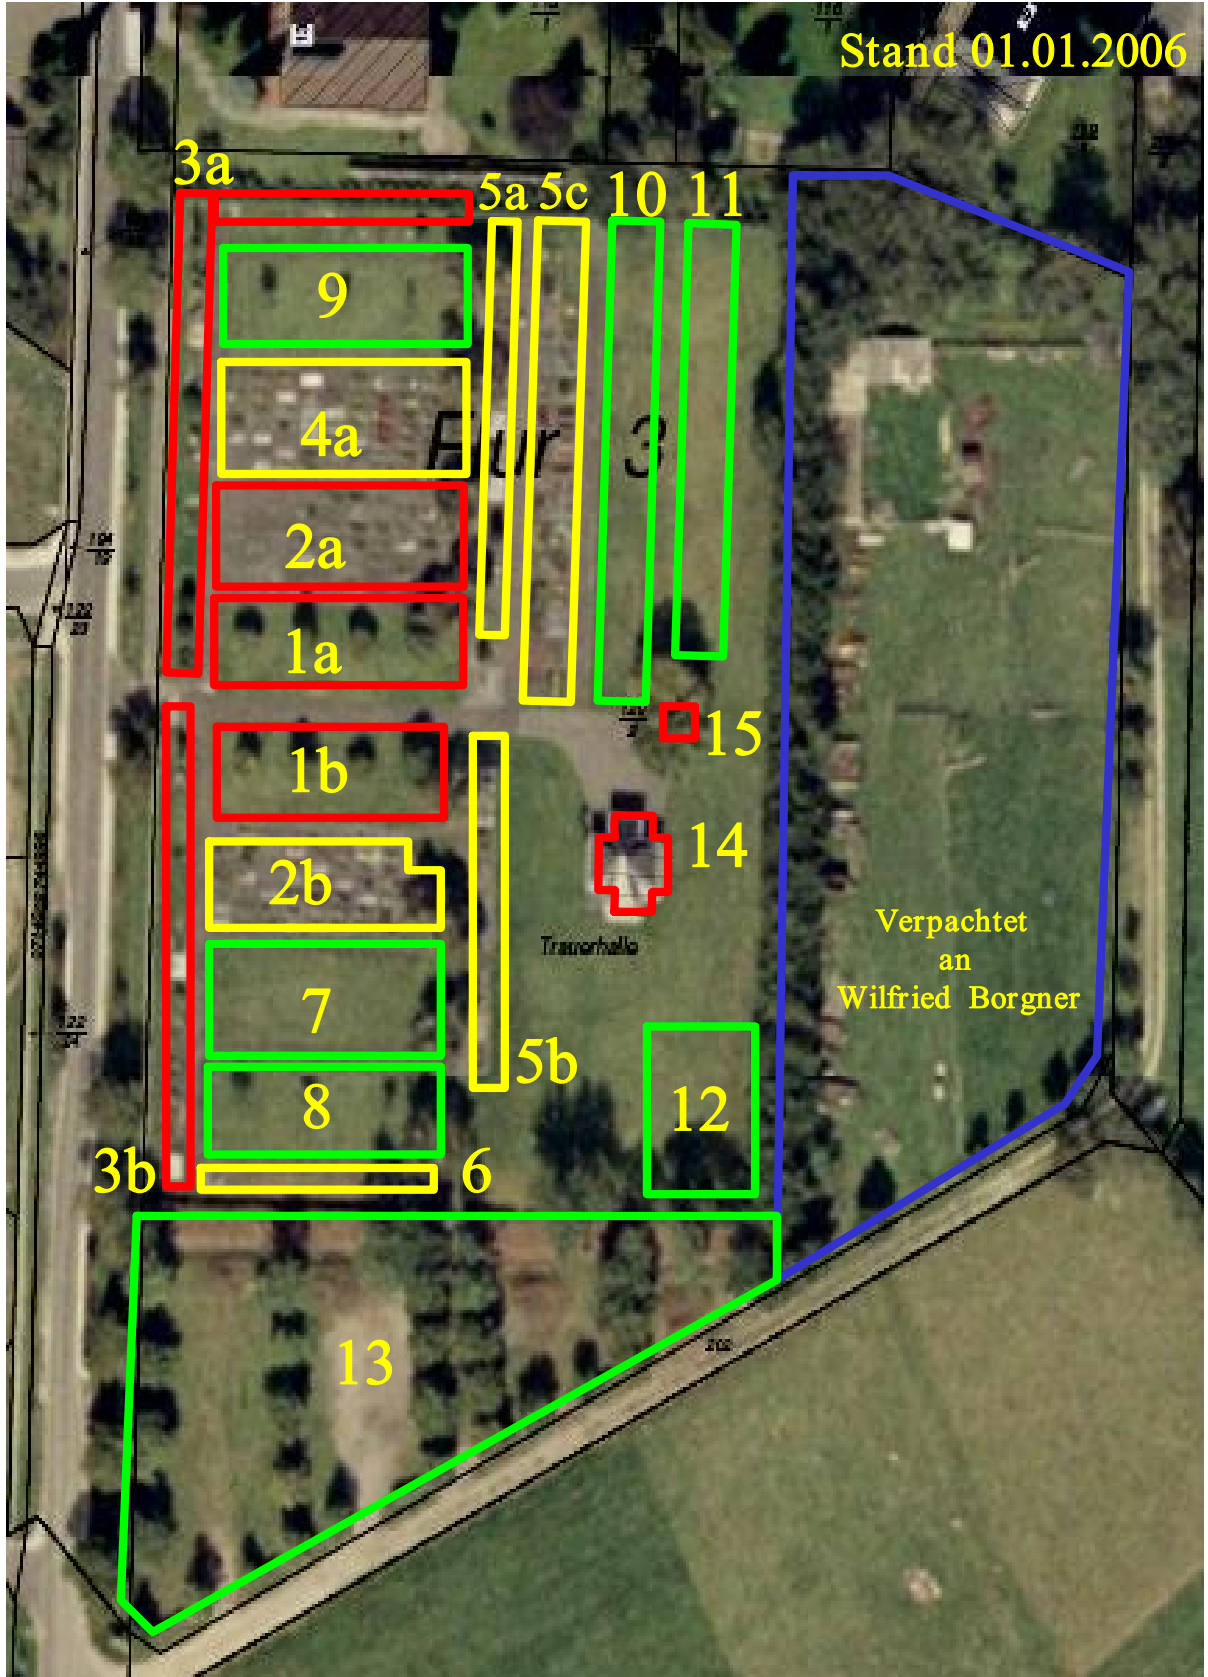 Stand 01.01.2006
3a
5a
5c
10
11
9
4a
Flur 3
2a
1a
15
1b
14
2b
Trauerhalle
Verpachtet
an
Wilfried Borgner
7
5b
12
8
3b
6
13
202